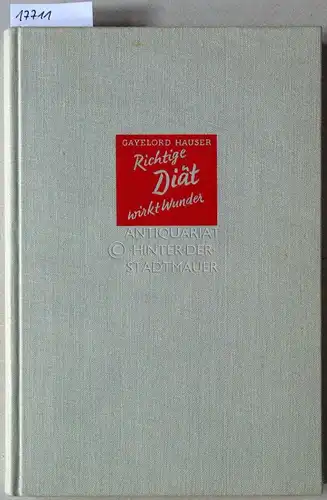 17711
GAYELORD HAUSER
Richtige
Diät
wirkt Wunder
ANTIQUARIAT
© HINTER DER
STADTMAUER